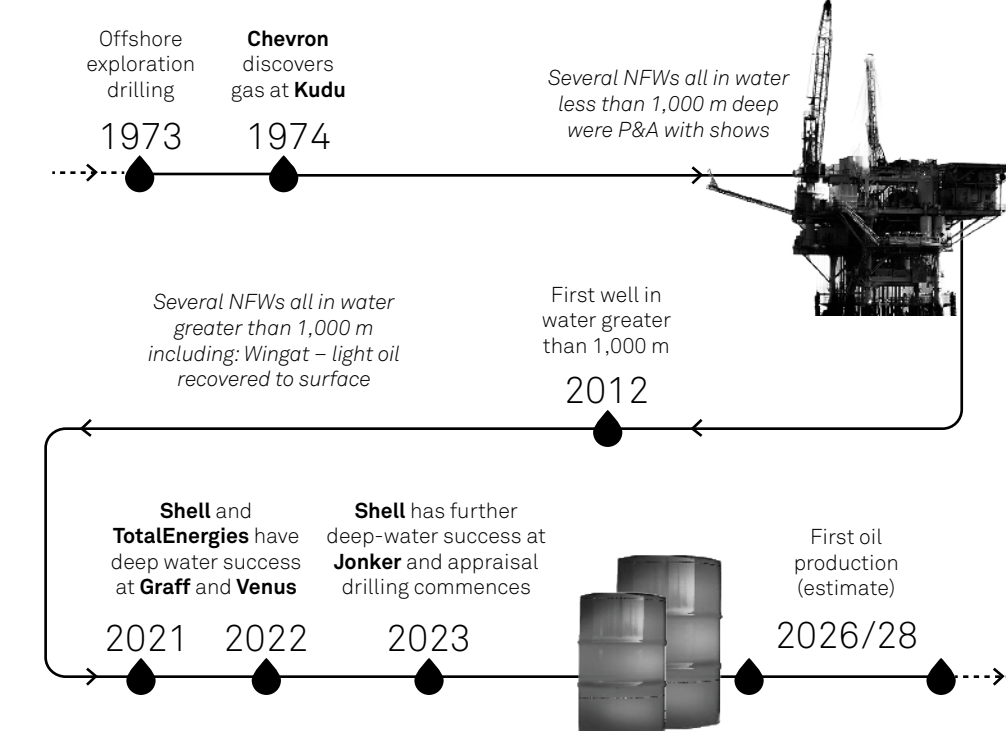 Offshore
exploration
drilling
1973
Chevron
discovers
gas at Kudu
1974
Several NFWs all in water
less than 1,000 m deep
were P&A with shows
Several NFWs all in water
greater than 1,000 m
including: Wingat – light oil
recovered to surface
First well in
water greater
than 1,000 m
2012
Shell and
TotalEnergies have
deep water success
at Graff and Venus
2021 2022
Shell has further
deep-water success at
Jonker and appraisal
drilling commences
2023
First oil
production
(estimate)
2026/28